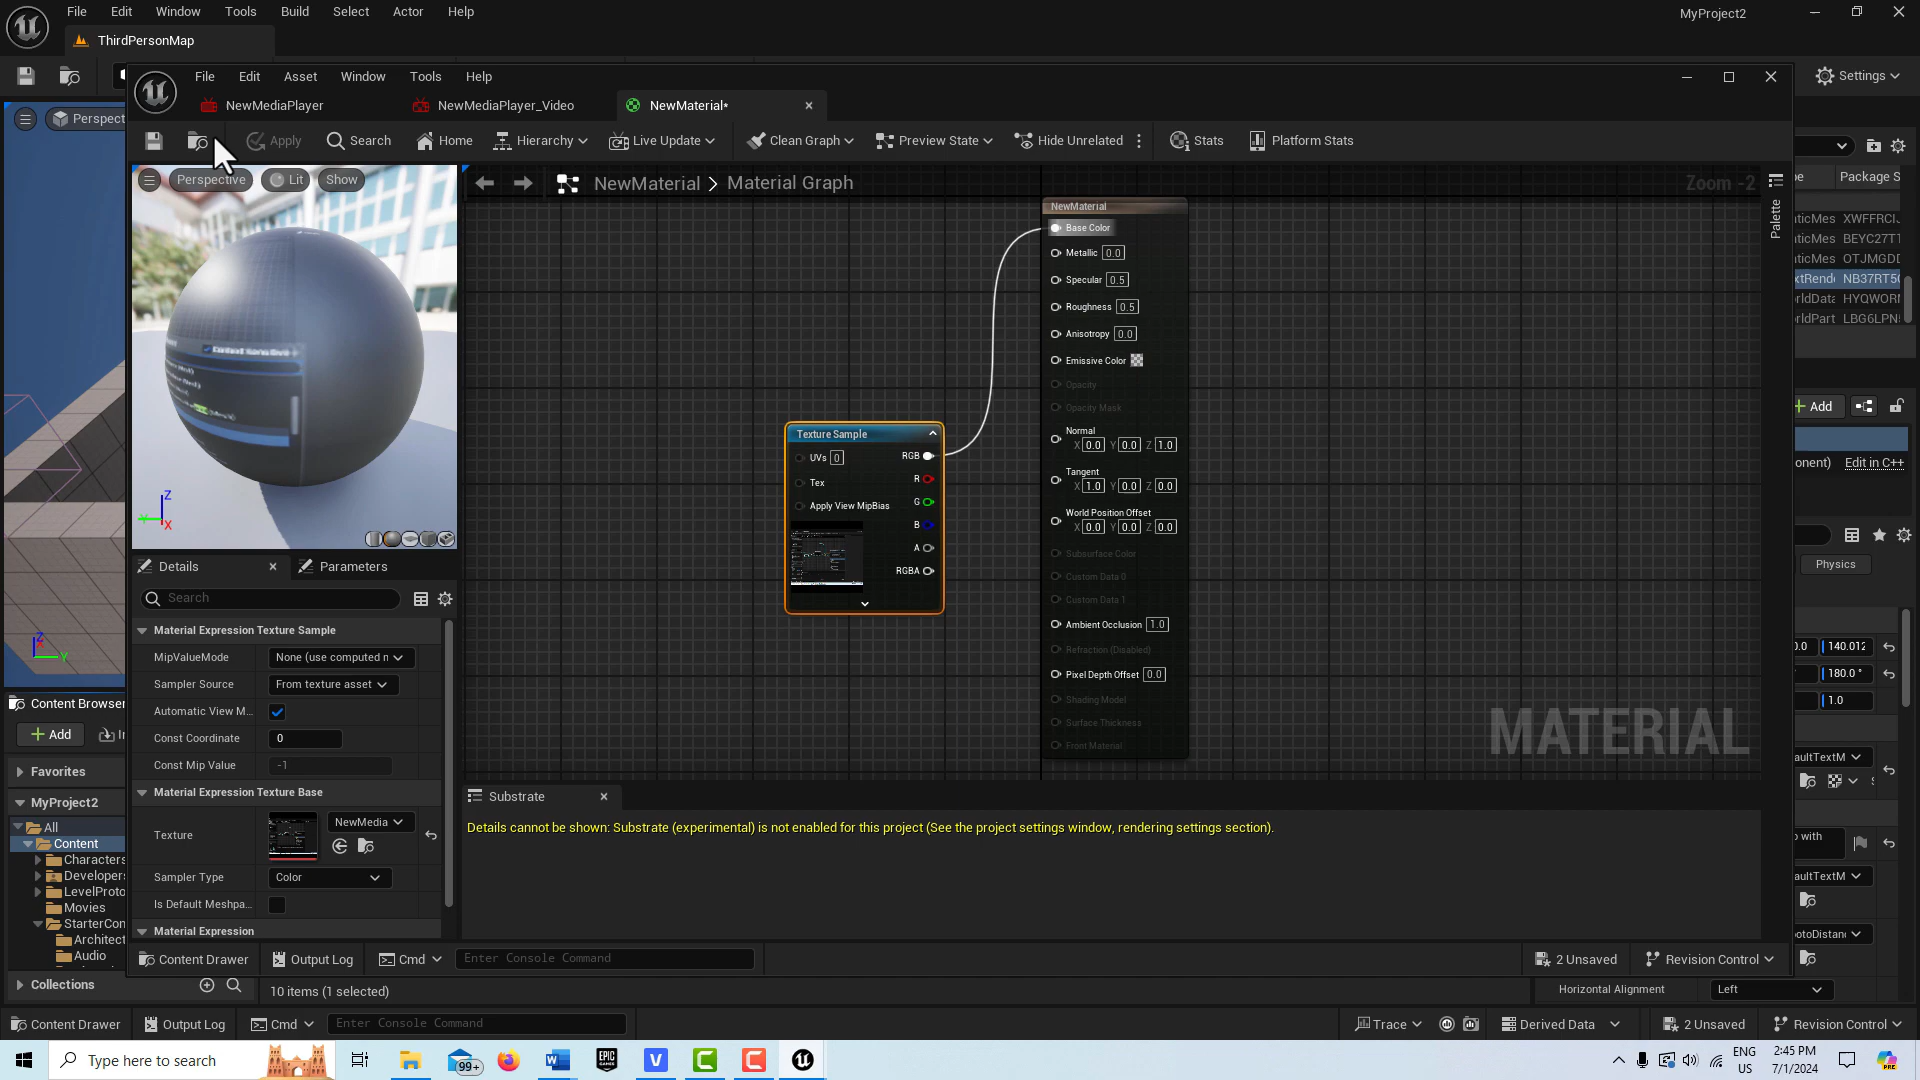 File Edit Window Tools Build Select Actor Help
MyProject2
ThirdPersonMap
Settings
File Edit Asset Window Tools Help
NewMediaPlayer
NewMediaPlayer_Video
NewMaterial*
Apply
Search
Home
Hierarchy
Live Update
Clean Graph
Preview State
Hide Unrelated
Stats
Platform Stats
Perspect
Perspective
Lit
Show
NewMaterial > Material Graph
Zoom -2
Palette
Package S
XWFFRCIJ
BEYC27T1
OTJMGDD
NB37RT5
HYQWORI
LBG6LPN5
NewMaterial
Base Color
Metallic 0.0
Specular 0.5
Roughness 0.5
Anisotropy 0.0
Emissive Color
Opacity
Opacity Mask
Normal
X 0.0 Y 0.0 Z 1.0
Tangent
X 1.0 Y 0.0 Z 0.0
World Position Offset
X 0.0 Y 0.0 Z 0.0
Subsurface Color
Custom Data 0
Custom Data 1
Ambient Occlusion 1.0
Refraction (Disabled)
Pixel Depth Offset 0.0
Shading Model
Surface Thickness
Front Material
Texture Sample
UVs 0
Tex
Apply View MipBias
RGB
R
G
B
A
RGBA
MATERIAL
Add
onent) Edit in C++
Physics
0.0 140.012
180.0 °
1.0
aultTextM
o with
aultTextM
otoDistan
Details
Parameters
Search
Material Expression Texture Sample
MipValueMode None (use computed n
Sampler Source From texture asset
Automatic View M...
Const Coordinate 0
Const Mip Value -1
Material Expression Texture Base
Texture NewMedia
Sampler Type Color
Is Default Meshpa...
Material Expression
Substrate
Details cannot be shown: Substrate (experimental) is not enabled for this project (See the project settings window, rendering settings section).
Content Browser
Add
Favorites
MyProject2
All
Content
Characters
Developers
LevelProto
Movies
StarterCon
Architect
Audio
Collections
10 items (1 selected)
Content Drawer
Output Log
Cmd
Enter Console Command
2 Unsaved
Revision Control
Horizontal Alignment Left
Content Drawer
Output Log
Cmd
Enter Console Command
Trace
Derived Data
2 Unsaved
Revision Control
Type here to search
99+
EPIC
GAMES
ENG
US
2:45 PM
7/1/2024
PRE